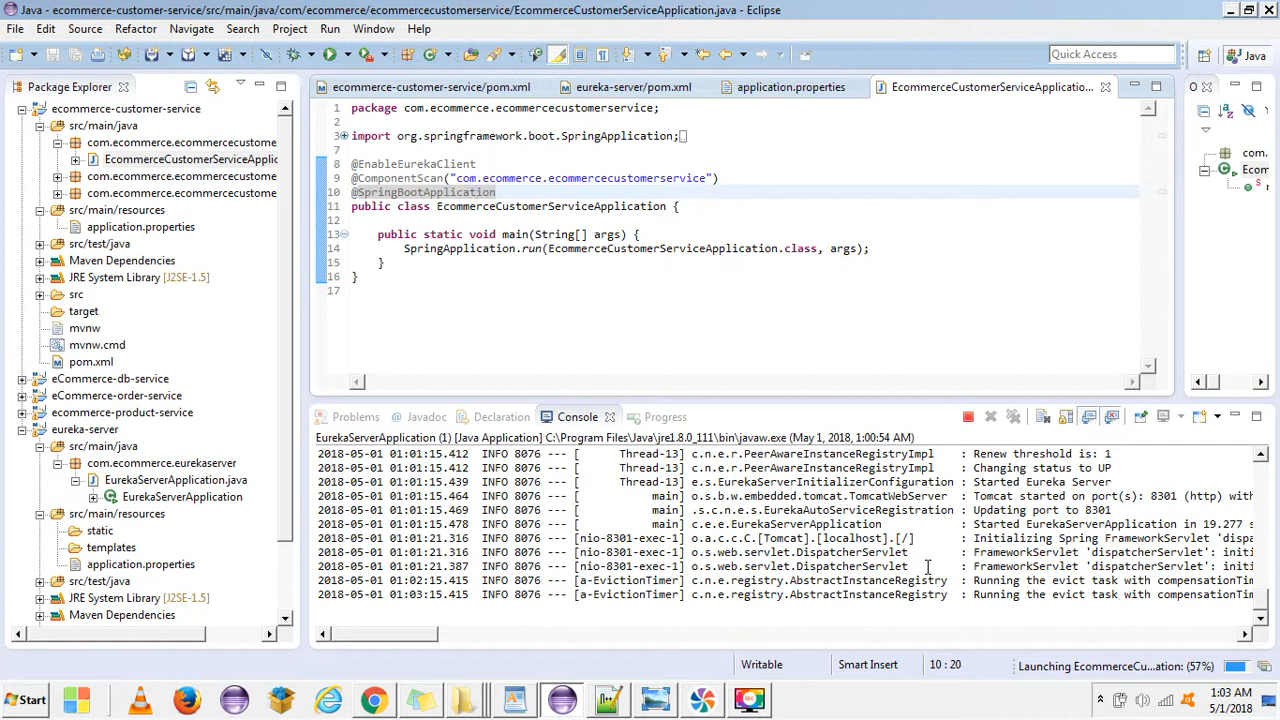 Java - ecommerce-customer-service/src/main/java/com/ecommerce/ecommercecustomerservice/EcommerceCustomerServiceApplication.java - Eclipse
File Edit Source Refactor Navigate Search Project Run Window Help
Quick Access
Java
Package Explorer
ecommerce-customer-service
src/main/java
com.ecommerce.ecommercecustome
EcommerceCustomerServiceApplic
com.ecommerce.ecommercecustome
com.ecommerce.ecommercecustome
src/main/resources
application.properties
src/test/java
Maven Dependencies
JRE System Library [J2SE-1.5]
src
target
mvnw
mvnw.cmd
pom.xml
eCommerce-db-service
eCommerce-order-service
ecommerce-product-service
eureka-server
src/main/java
com.ecommerce.eurekaserver
EurekaServerApplication.java
EurekaServerApplication
src/main/resources
static
templates
application.properties
src/test/java
JRE System Library [J2SE-1.5]
Maven Dependencies
ecommerce-customer-service/pom.xml eureka-server/pom.xml application.properties EcommerceCustomerServiceApplicatio...
1 package com.ecommerce.ecommercecustomerservice;
2
3 import org.springframework.boot.SpringApplication;
7
8 @EnableEurekaClient
9 @ComponentScan("com.ecommerce.ecommercecustomerservice")
10 @SpringBootApplication
11 public class EcommerceCustomerServiceApplication {
12
13 public static void main(String[] args) {
14 SpringApplication.run(EcommerceCustomerServiceApplication.class, args);
15 }
16 }
17
O
com.
Ecom
Problems Javadoc Declaration Console Progress
EurekaServerApplication (1) [Java Application] C:\Program Files\Java\jre1.8.0_111\bin\javaw.exe (May 1, 2018, 1:00:54 AM)
2018-05-01 01:01:15.412 INFO 8076 --- [ Thread-13] c.n.e.r.PeerAwareInstanceRegistryImpl : Renew threshold is: 1
2018-05-01 01:01:15.412 INFO 8076 --- [ Thread-13] c.n.e.r.PeerAwareInstanceRegistryImpl : Changing status to UP
2018-05-01 01:01:15.439 INFO 8076 --- [ Thread-13] e.s.EurekaServerInitializerConfiguration : Started Eureka Server
2018-05-01 01:01:15.464 INFO 8076 --- [ main] o.s.b.w.embedded.tomcat.TomcatWebServer : Tomcat started on port(s): 8301 (http) with
2018-05-01 01:01:15.469 INFO 8076 --- [ main] .s.c.n.e.s.EurekaAutoServiceRegistration : Updating port to 8301
2018-05-01 01:01:15.478 INFO 8076 --- [ main] c.e.e.EurekaServerApplication : Started EurekaServerApplication in 19.277 s
2018-05-01 01:01:21.316 INFO 8076 --- [nio-8301-exec-1] o.a.c.c.C.[Tomcat].[localhost].[/] : Initializing Spring FrameworkServlet 'dispa
2018-05-01 01:01:21.316 INFO 8076 --- [nio-8301-exec-1] o.s.web.servlet.DispatcherServlet : FrameworkServlet 'dispatcherServlet': initi
2018-05-01 01:01:21.387 INFO 8076 --- [nio-8301-exec-1] o.s.web.servlet.DispatcherServlet : FrameworkServlet 'dispatcherServlet': initi
2018-05-01 01:02:15.415 INFO 8076 --- [a-EvictionTimer] c.n.e.registry.AbstractInstanceRegistry : Running the evict task with compensationTim
2018-05-01 01:03:15.415 INFO 8076 --- [a-EvictionTimer] c.n.e.registry.AbstractInstanceRegistry : Running the evict task with compensationTim
Writable Smart Insert 10 : 20 Launching EcommerceCu...ation: (57%)
Start
1:03 AM
5/1/2018